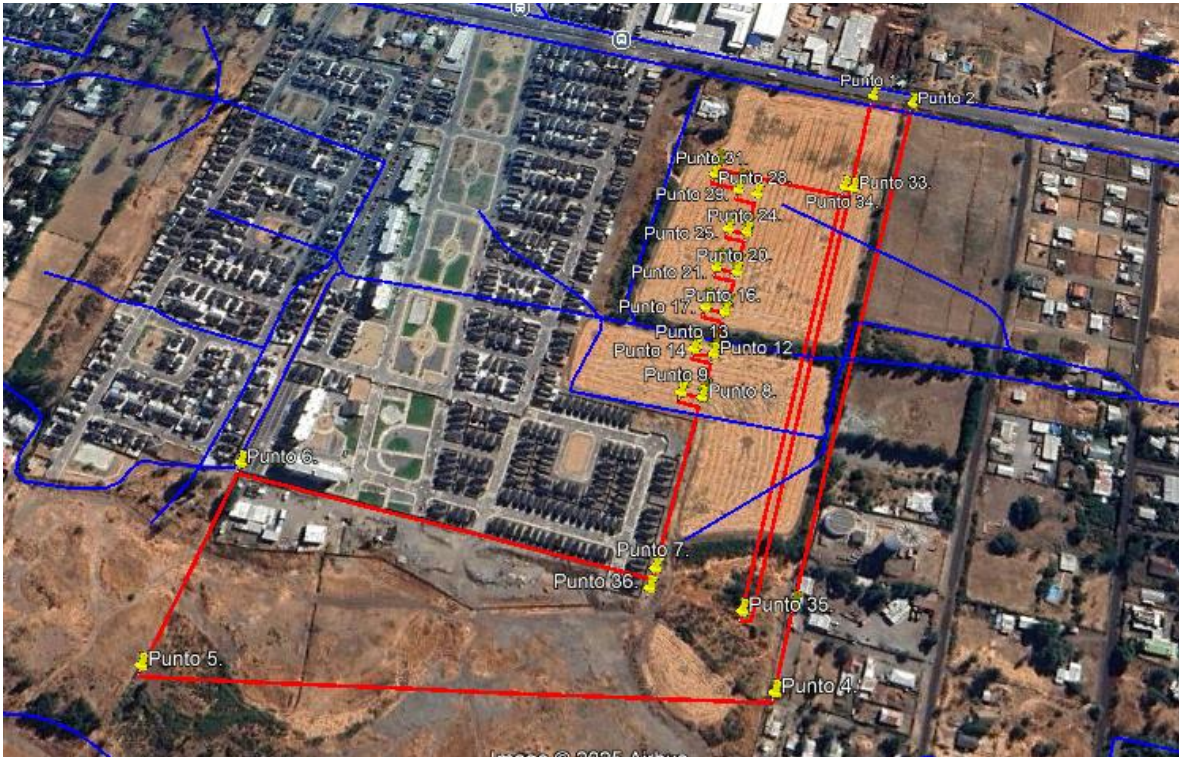 Punto 1.
Punto 2.
Punto 31.
Punto 28.
Punto 33.
Punto 29.
Punto 34.
Punto 24.
Punto 25.
Punto 20.
Punto 21.
Punto 16.
Punto 17.
Punto 13
Punto 14.
Punto 12
Punto 9.
Punto 8.
Punto 6.
Punto 7.
Punto 36.
Punto 35.
Punto 5.
Punto 4.
Image © 2025 Airbus